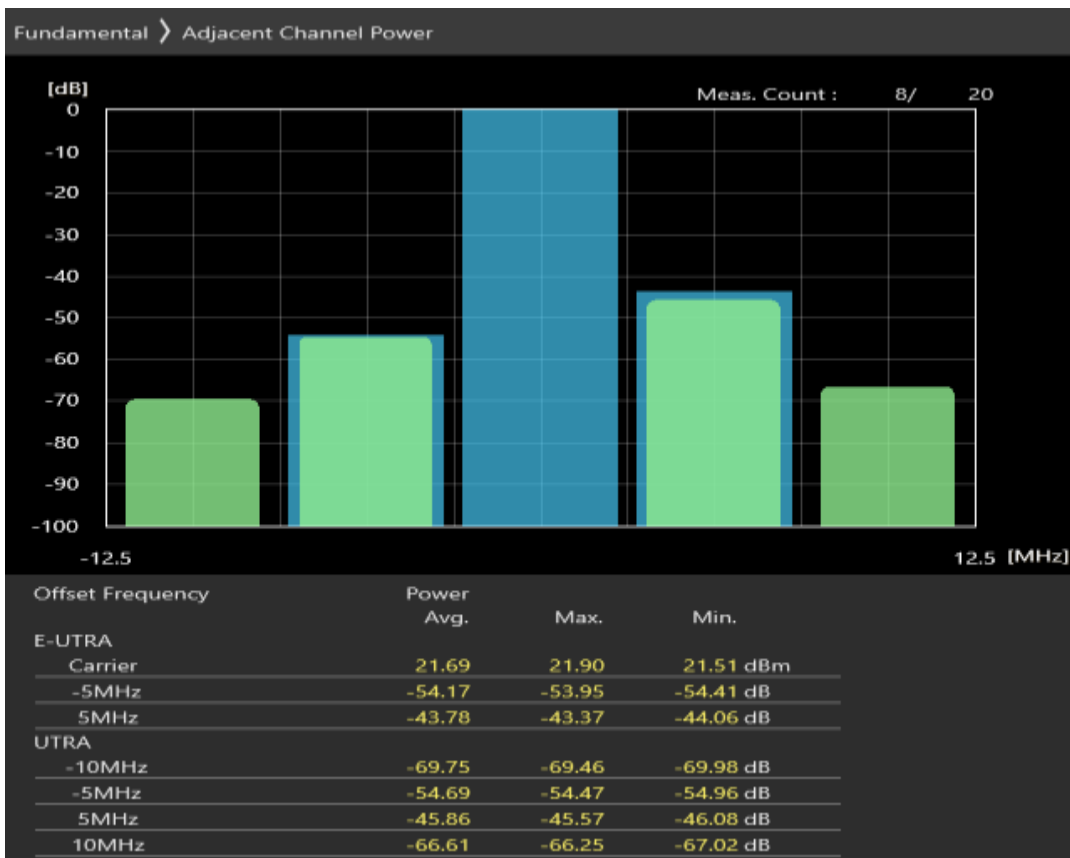 Fundamental ❯ Adjacent Channel Power
[dB]
Meas. Count : 8/ 20
0
-10
-20
-30
-40
-50
-60
-70
-80
-90
-100
-12.5 12.5 [MHz]
Offset Frequency Power
Avg. Max. Min.
E-UTRA
Carrier 21.69 21.90 21.51 dBm
-5MHz -54.17 -53.95 -54.41 dB
5MHz -43.78 -43.37 -44.06 dB
UTRA
-10MHz -69.75 -69.46 -69.98 dB
-5MHz -54.69 -54.47 -54.96 dB
5MHz -45.86 -45.57 -46.08 dB
10MHz -66.61 -66.25 -67.02 dB